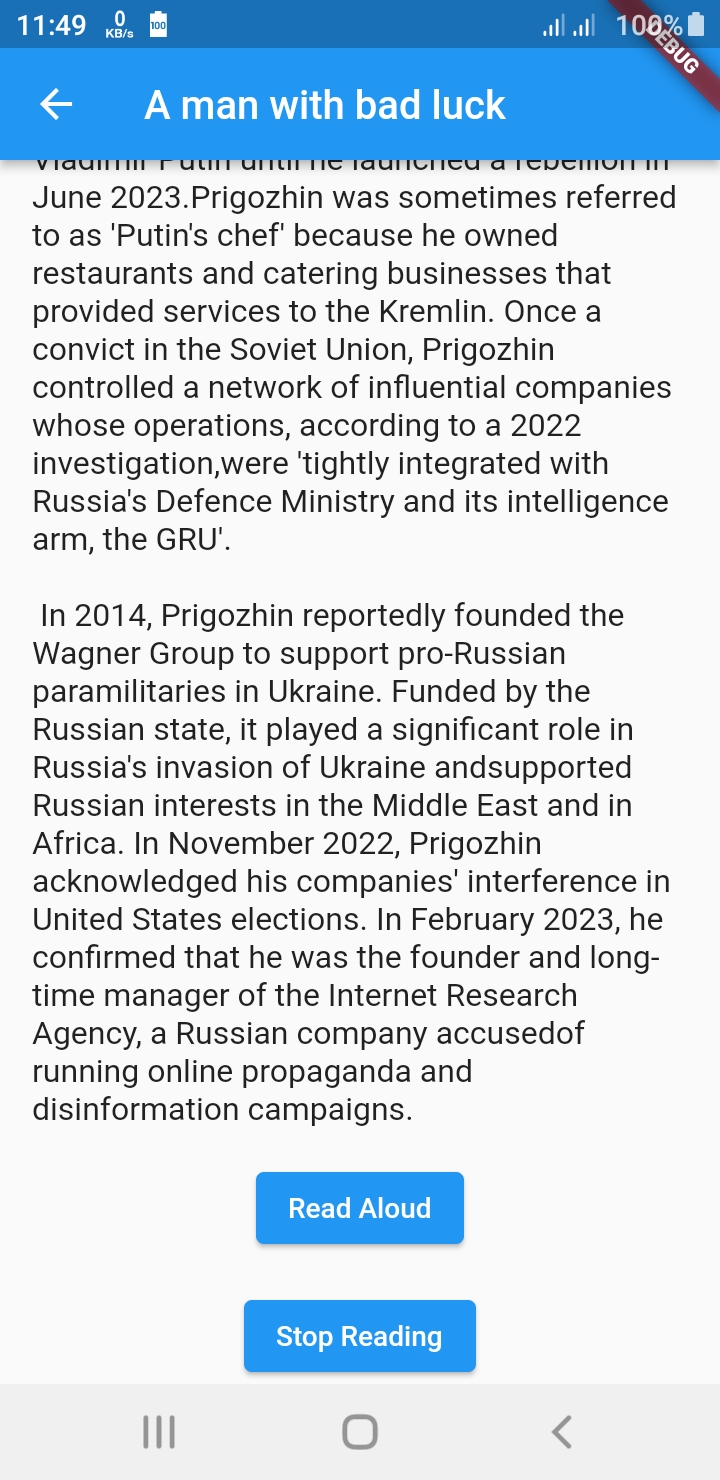 11:49
0
KB/s
100
100%
DEBUG
A man with bad luck
Vladimir Putin until he launched a rebellion in
June 2023.Prigozhin was sometimes referred
to as 'Putin's chef' because he owned
restaurants and catering businesses that
provided services to the Kremlin. Once a
convict in the Soviet Union, Prigozhin
controlled a network of influential companies
whose operations, according to a 2022
investigation,were 'tightly integrated with
Russia's Defence Ministry and its intelligence
arm, the GRU'.
In 2014, Prigozhin reportedly founded the
Wagner Group to support pro-Russian
paramilitaries in Ukraine. Funded by the
Russian state, it played a significant role in
Russia's invasion of Ukraine andsupported
Russian interests in the Middle East and in
Africa. In November 2022, Prigozhin
acknowledged his companies' interference in
United States elections. In February 2023, he
confirmed that he was the founder and long-
time manager of the Internet Research
Agency, a Russian company accusedof
running online propaganda and
disinformation campaigns.
Read Aloud
Stop Reading